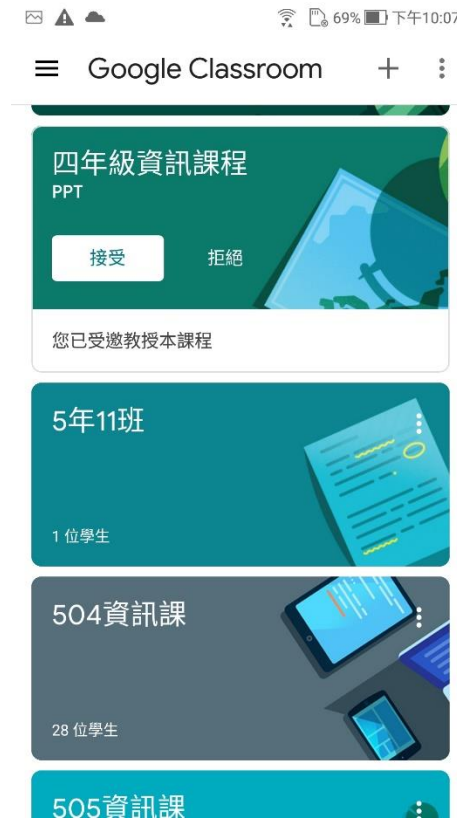 69% 下午10:07
Google Classroom
四年級資訊課程
PPT
接受 拒絕
您已受邀教授本課程
5年11班
1 位學生
504資訊課
28 位學生
505資訊課